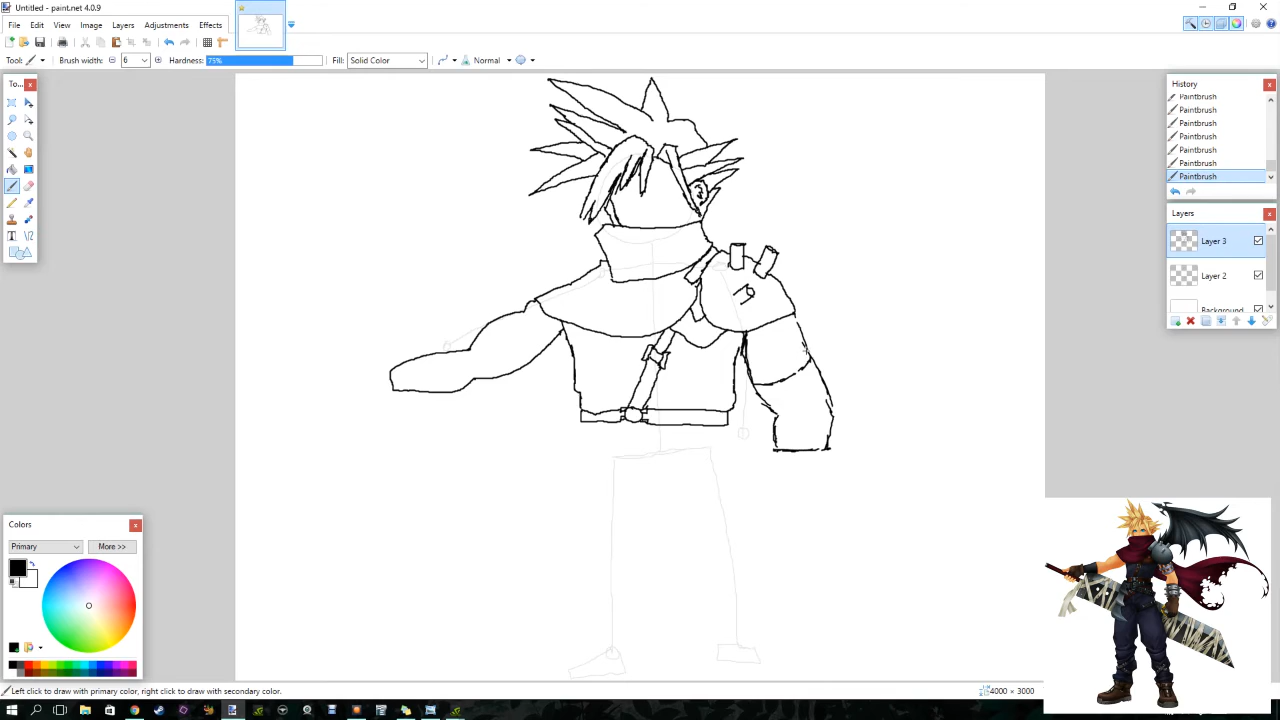 Untitled - paint.net 4.0.9
File Edit View Image Layers Adjustments Effects
Tool: Brush width: 6 Hardness: 75% Fill: Solid Color Normal
To...
History
Paintbrush
Paintbrush
Paintbrush
Paintbrush
Paintbrush
Paintbrush
Paintbrush
Layers
Layer 3
Layer 2
Background
Colors
Primary More >>
Left click to draw with primary color, right click to draw with secondary color. 4000 × 3000